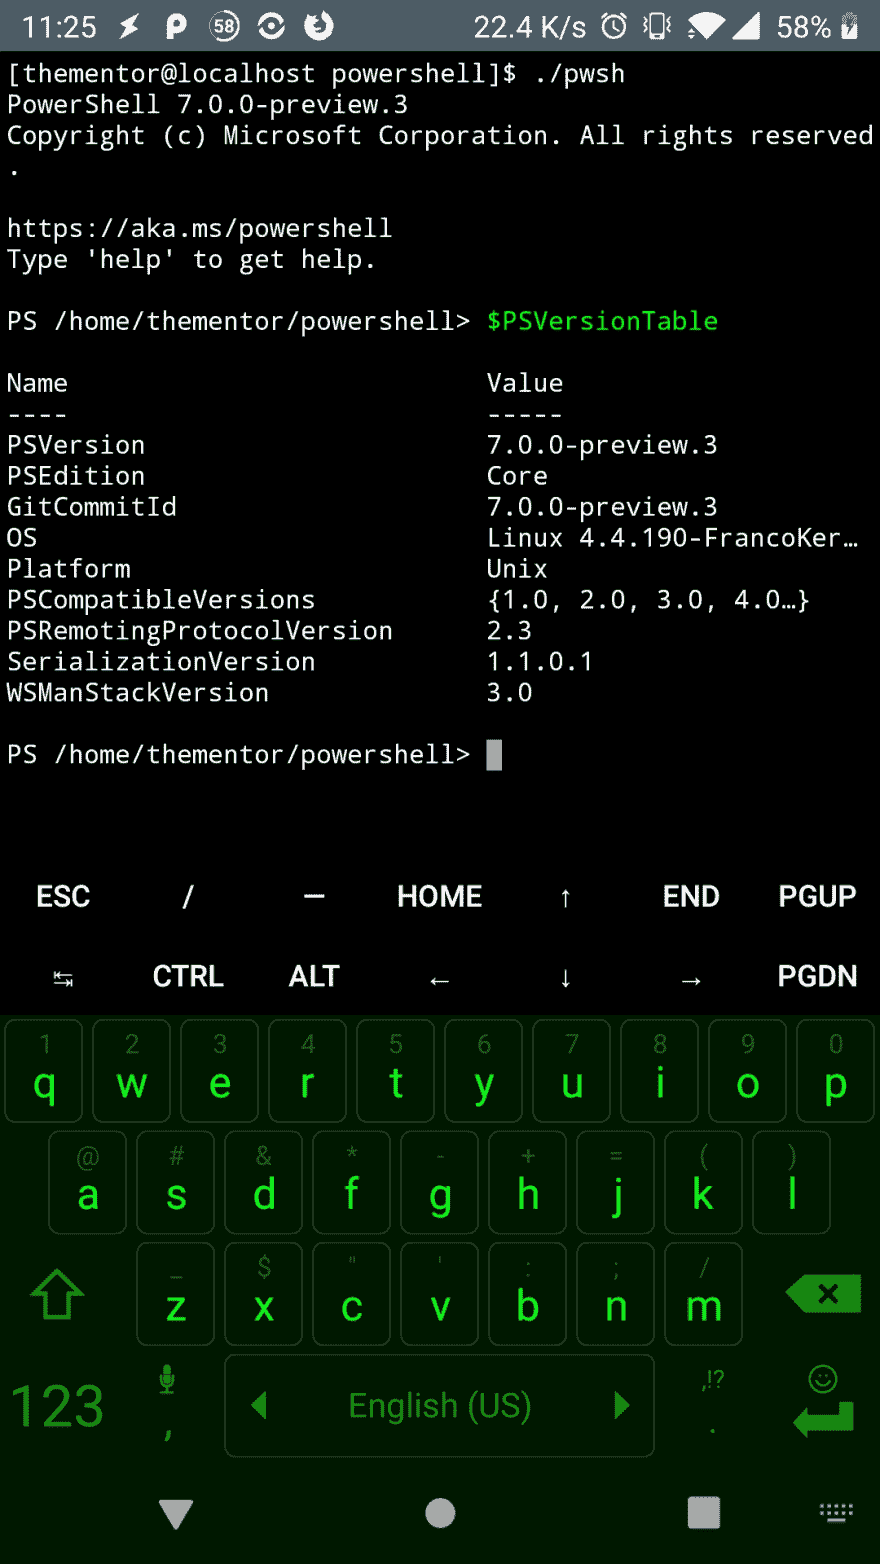 11:25 58 22.4 K/s 58%
[thementor@localhost powershell]$ ./pwsh
PowerShell 7.0.0-preview.3
Copyright (c) Microsoft Corporation. All rights reserved
.
https://aka.ms/powershell
Type 'help' to get help.
PS /home/thementor/powershell> $PSVersionTable
Name Value
---- -----
PSVersion 7.0.0-preview.3
PSEdition Core
GitCommitId 7.0.0-preview.3
OS Linux 4.4.190-FrancoKer…
Platform Unix
PSCompatibleVersions {1.0, 2.0, 3.0, 4.0…}
PSRemotingProtocolVersion 2.3
SerializationVersion 1.1.0.1
WSManStackVersion 3.0
PS /home/thementor/powershell>
ESC / — HOME ↑ END PGUP
↹ CTRL ALT ← ↓ → PGDN
1 2 3 4 5 6 7 8 9 0
q w e r t y u i o p
@ # & * - + = ( )
a s d f g h j k l
_ $ " ' : ; /
z x c v b n m
123 , English (US) ,!? .